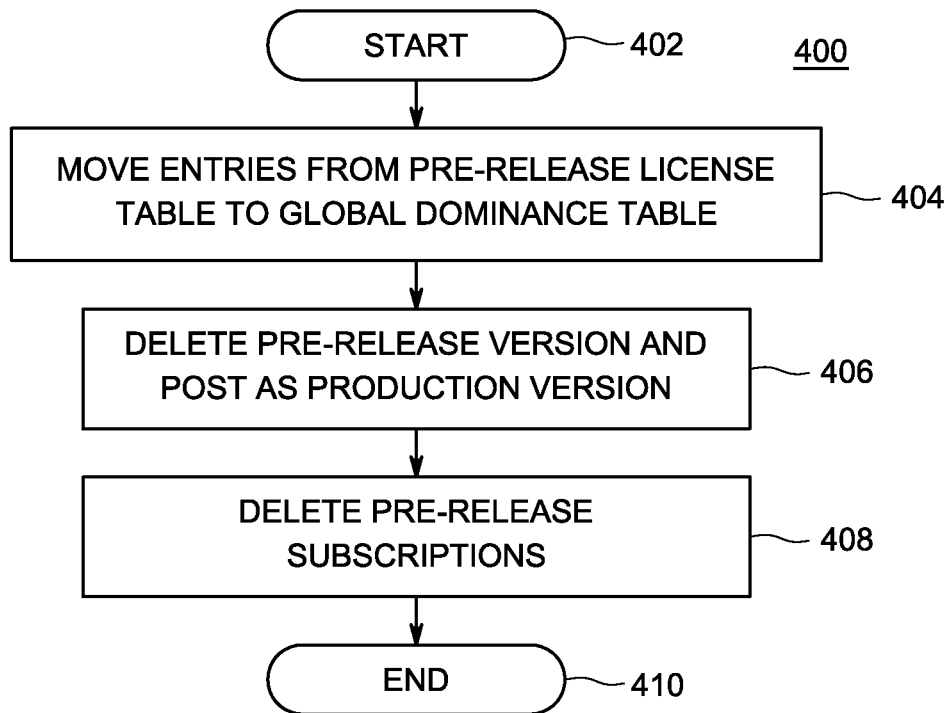 START
402
400
MOVE ENTRIES FROM PRE-RELEASE LICENSE
TABLE TO GLOBAL DOMINANCE TABLE
404
DELETE PRE-RELEASE VERSION AND
POST AS PRODUCTION VERSION
406
DELETE PRE-RELEASE
SUBSCRIPTIONS
408
END
410